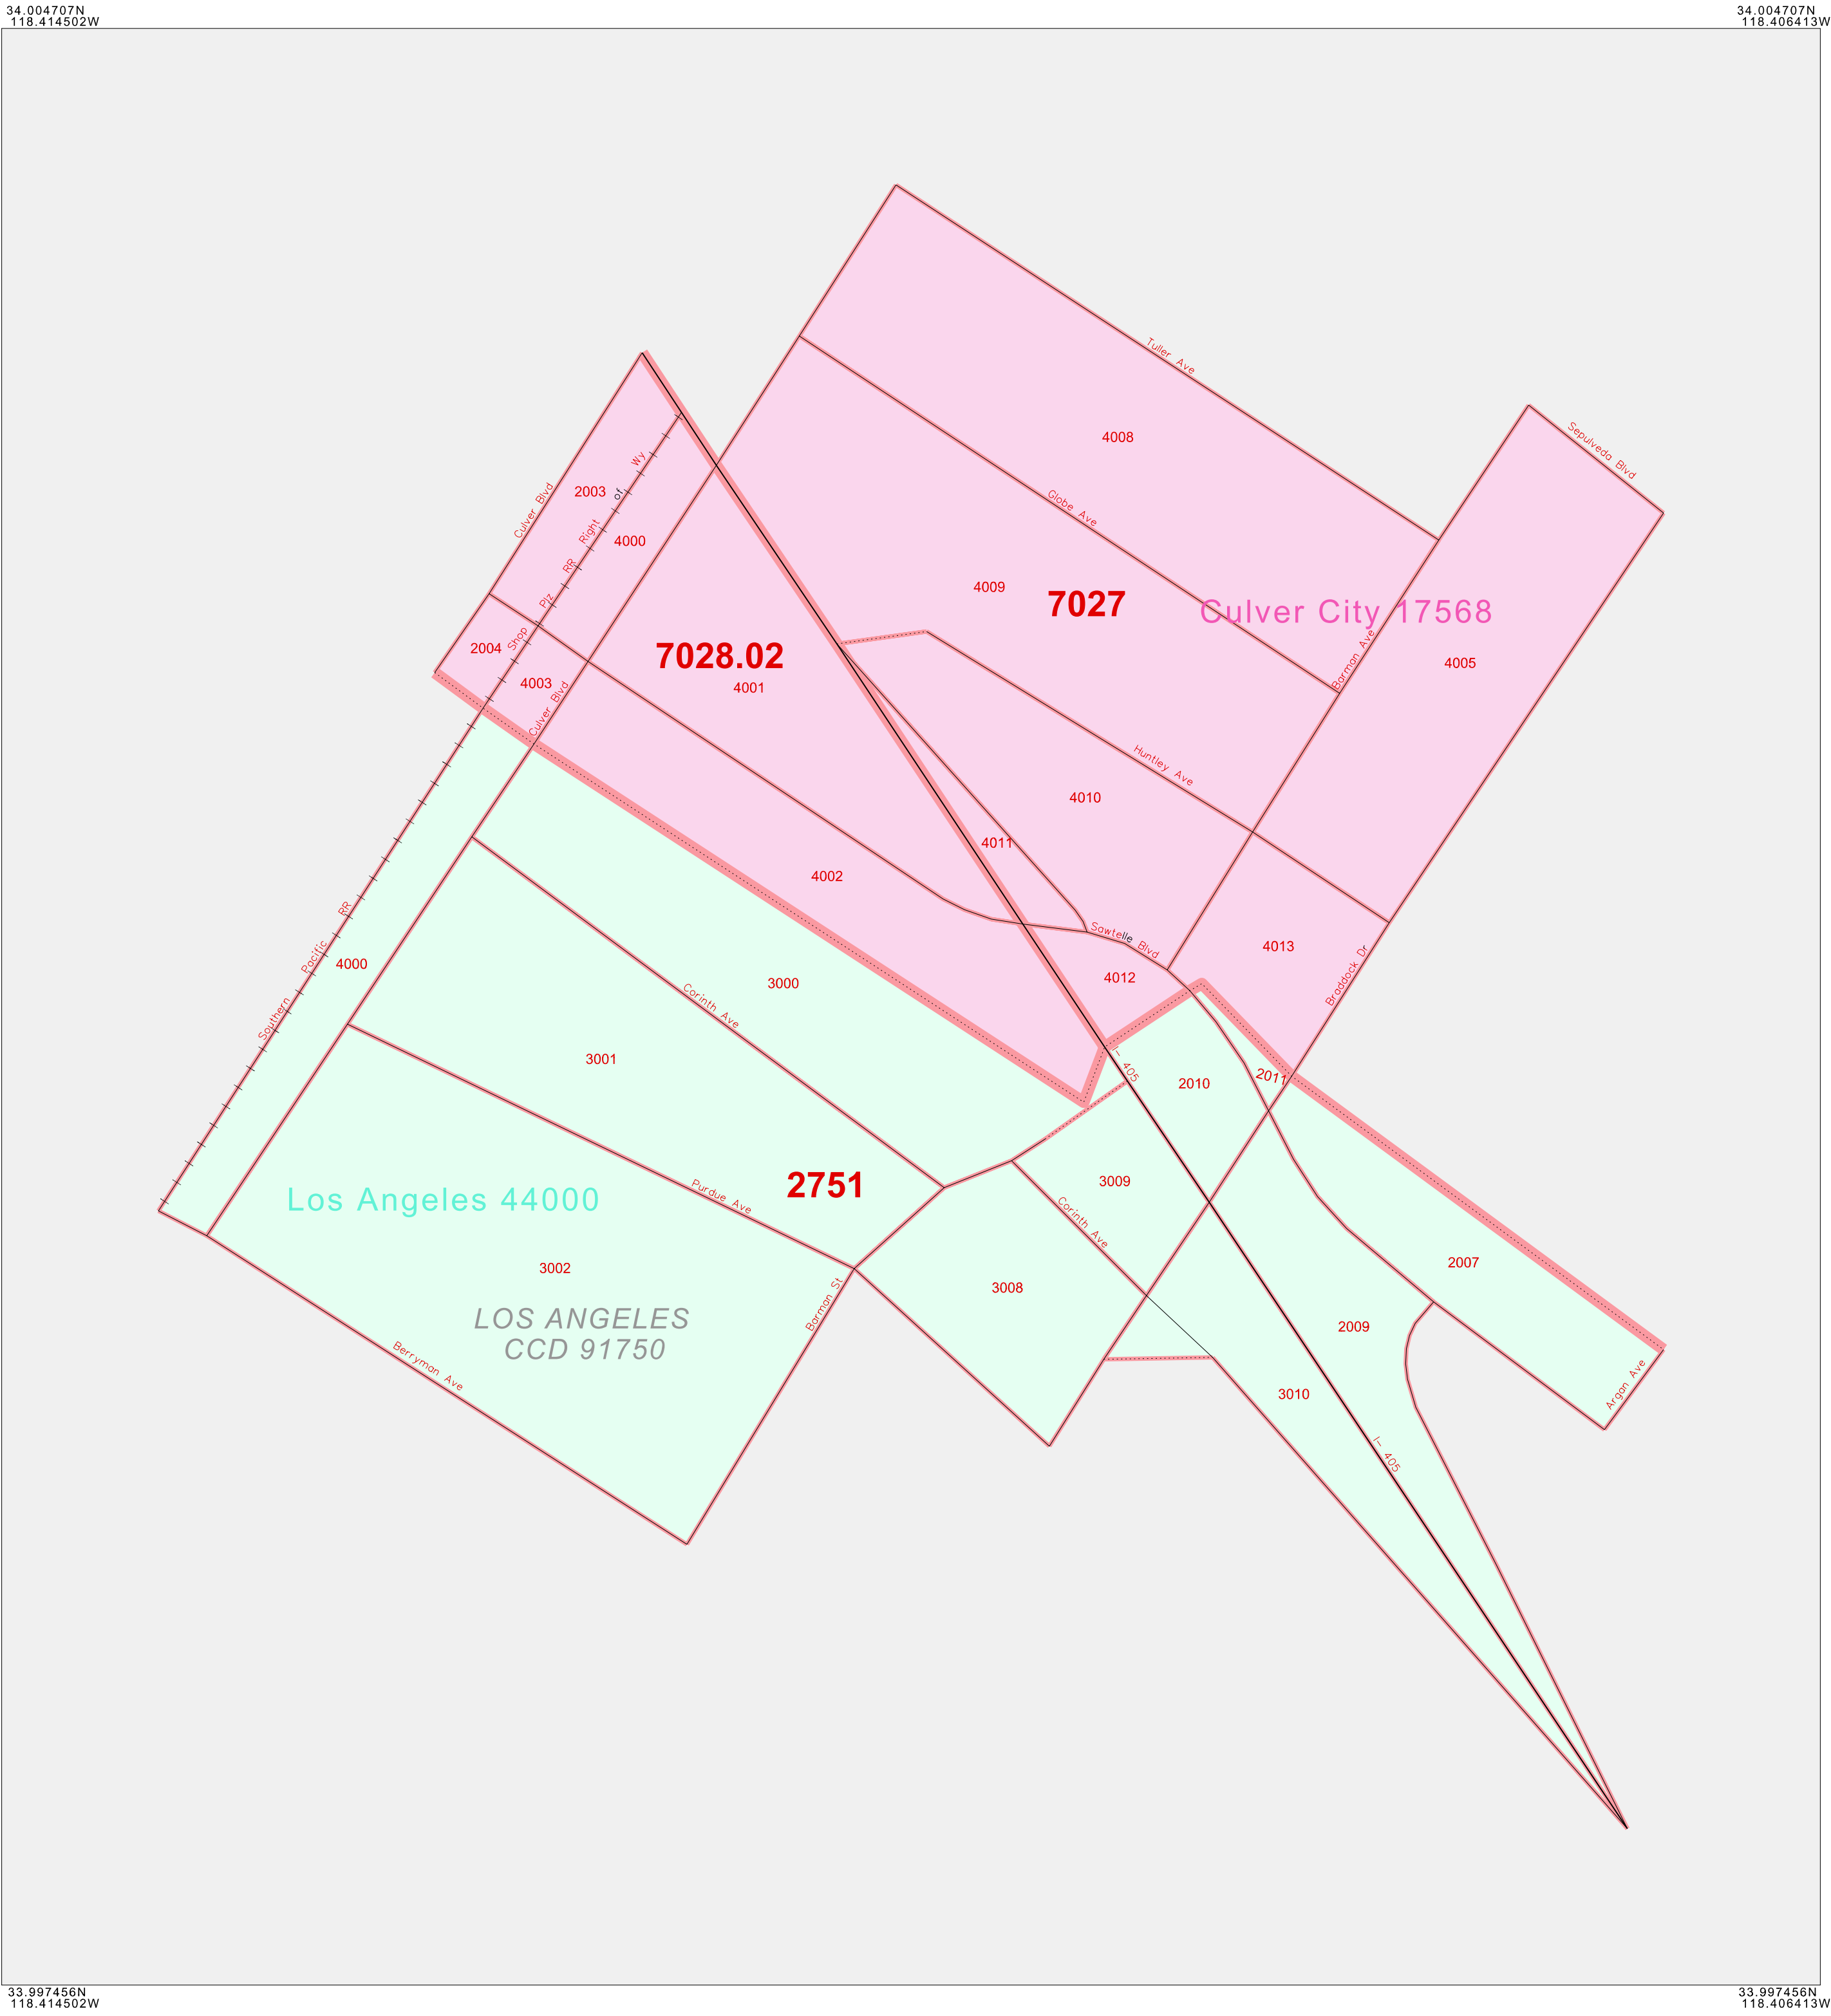 34.004707N
118.414502W
34.004707N
118.406413W
Tuller Ave
Sepulveda Blvd
4008
Wy
of
Culver Blvd
2003
Globe Ave
Right
4000
RR
4009
7027
Plz
Culver City 17568
Shop
2004
7028.02
Barman Ave
4005
4003
4001
Culver Blvd
Huntley Ave
4010
4011
4002
RR
Sawtelle Blvd
4013
Pacific
4000
3000
4012
Braddock Dr
Southern
Corinth Ave
3001
I- 405
2010
2011
2751
3009
Purdue Ave
Los Angeles 44000
Corinth Ave
3002
2007
3008
Barman St
LOS ANGELES
CCD 91750
2009
Berryman Ave
Argan Ave
3010
I- 405
33.997456N
118.414502W
33.997456N
118.406413W